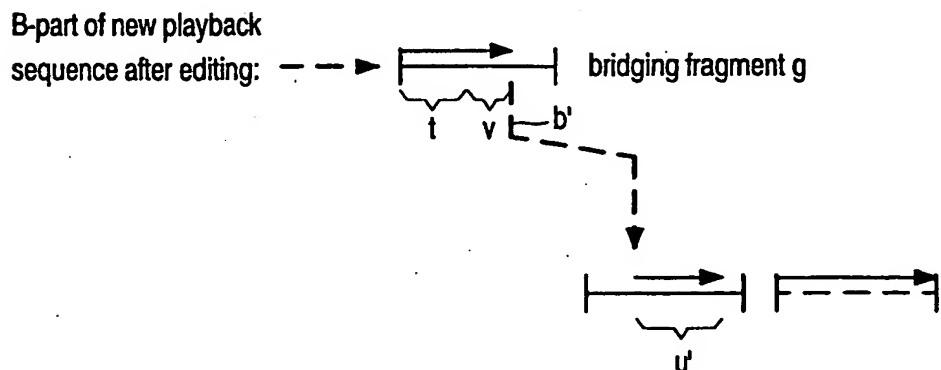 B-part of new playback
sequence after editing:
bridging fragment g
t
v
b'
u'